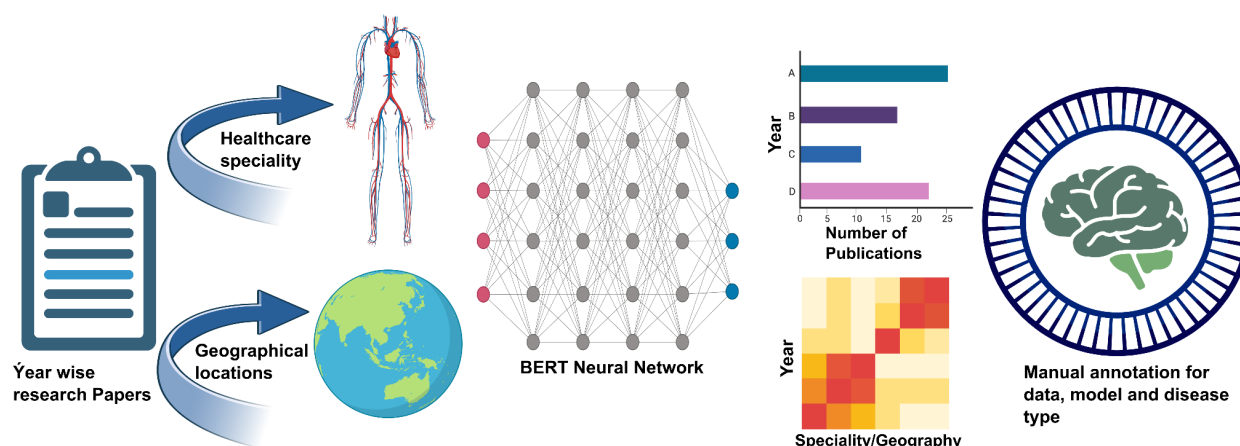 Ýear wise
research Papers
Healthcare
speciality
Geographical
locations
BERT Neural Network
Year
A
B
C
D
0 5 10 15 20 25
Number of
Publications
Year
Speciality/Geography
Manual annotation for
data, model and disease
type